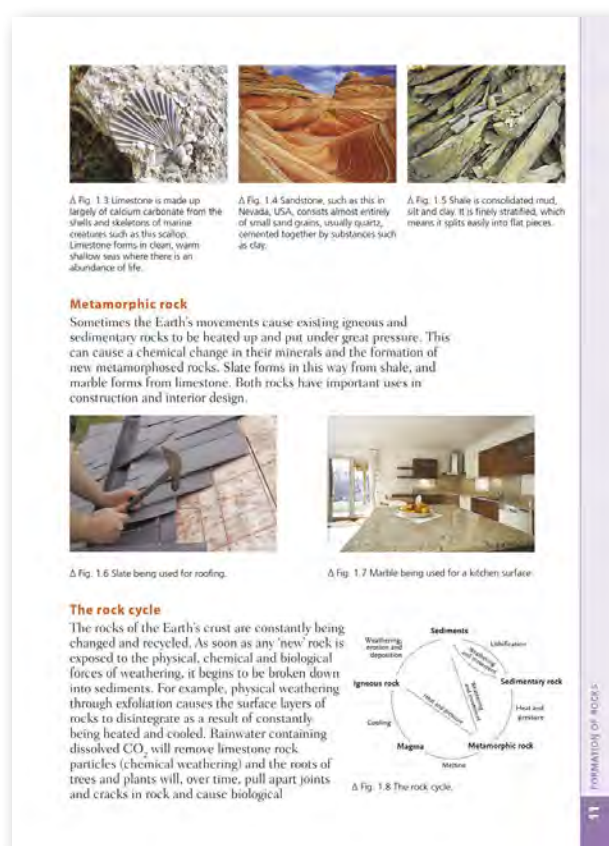 Δ Fig. 1.3 Limestone is made up
largely of calcium carbonate from the
shells and skeletons of marine
creatures such as this scallop.
Limestone forms in clean, warm
shallow seas where there is an
abundance of life.
Δ Fig. 1.4 Sandstone, such as this in
Nevada, USA, consists almost entirely
of small sand grains, usually quartz,
cemented together by substances such
as clay.
Δ Fig. 1.5 Shale is consolidated mud,
silt and clay. It is finely stratified, which
means it splits easily into flat pieces.
Metamorphic rock
Sometimes the Earth's movements cause existing igneous and
sedimentary rocks to be heated up and put under great pressure. This
can cause a chemical change in their minerals and the formation of
new metamorphosed rocks. Slate forms in this way from shale, and
marble forms from limestone. Both rocks have important uses in
construction and interior design.
Δ Fig. 1.6 Slate being used for roofing.
Δ Fig. 1.7 Marble being used for a kitchen surface.
The rock cycle
The rocks of the Earth's crust are constantly being
changed and recycled. As soon as any 'new' rock is
exposed to the physical, chemical and biological
forces of weathering, it begins to be broken down
into sediments. For example, physical weathering
through exfoliation causes the surface layers of
rocks to disintegrate as a result of constantly
being heated and cooled. Rainwater containing
dissolved CO₂ will remove limestone rock
particles (chemical weathering) and the roots of
trees and plants will, over time, pull apart joints
and cracks in rock and cause biological
Sediments
Weathering,
erosion and
deposition
Lithification
Weathering
Weathering
Igneous rock
Sedimentary rock
Heat and pressure
Heat and
pressure
Cooling
Magma
Metamorphic rock
Melting
Δ Fig. 1.8 The rock cycle.
FORMATION OF ROCKS
11